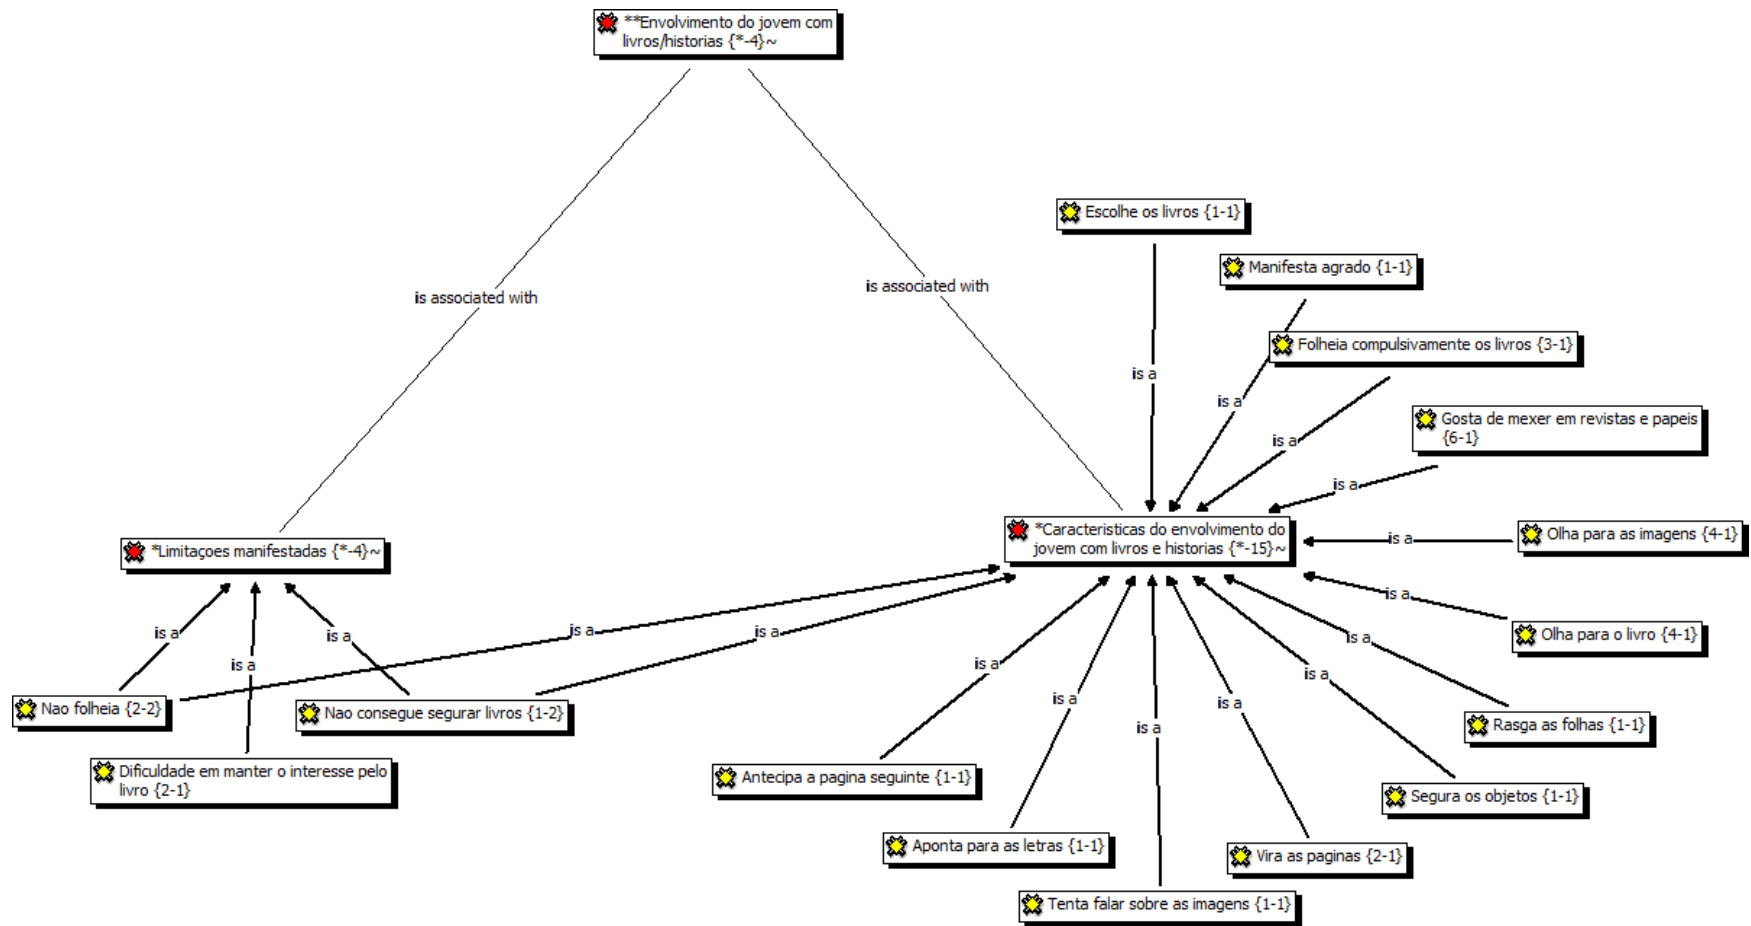 **Envolvimento do jovem com
livros/historias {*-4}~
Escolhe os livros {1-1}
Manifesta agrado {1-1}
is associated with
is associated with
Folheia compulsivamente os livros {3-1}
is a
is a
Gosta de mexer em revistas e papeis
{6-1}
is a
is a
*Limitaçoes manifestadas {*-4}~
*Caracteristicas do envolvimento do
jovem com livros e historias {*-15}~
is a
Olha para as imagens {4-1}
is a
Olha para o livro {4-1}
is a
is a
is a
is a
is a
is a
is a
is a
is a
is a
is a
is a
Nao folheia {2-2}
Nao consegue segurar livros {1-2}
Rasga as folhas {1-1}
Dificuldade em manter o interesse pelo
livro {2-1}
Antecipa a pagina seguinte {1-1}
Segura os objetos {1-1}
Aponta para as letras {1-1}
Vira as paginas {2-1}
Tenta falar sobre as imagens {1-1}